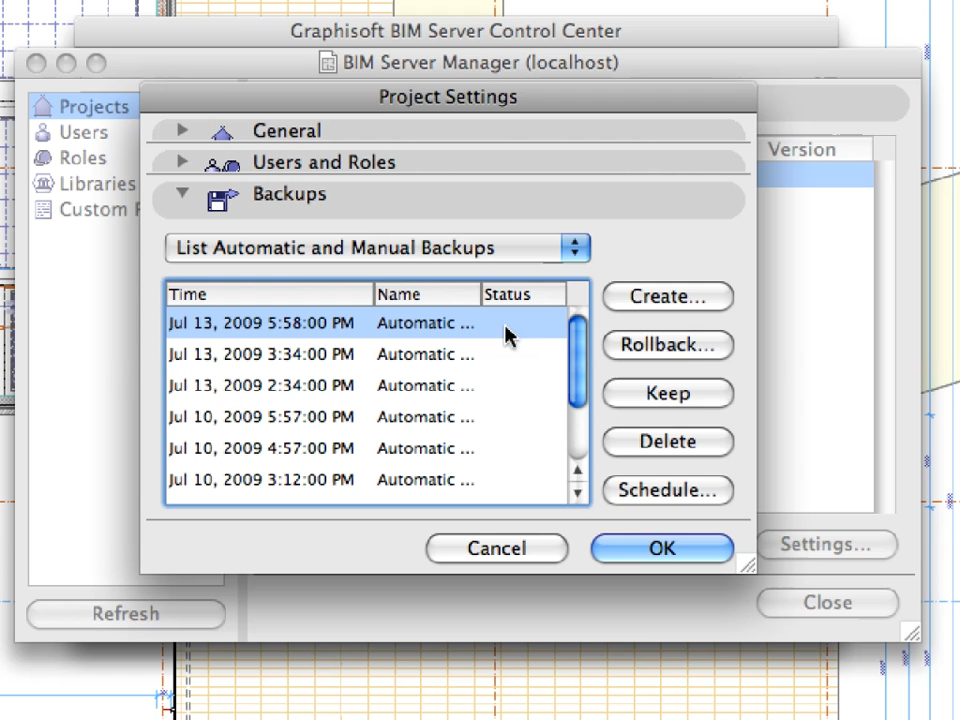 Graphisoft BIM Server Control Center
BIM Server Manager (localhost)
Project Settings
Projects
Users
Roles
Libraries
Custom
General
Users and Roles
Backups
Version
List Automatic and Manual Backups
Time Name Status
Jul 13, 2009 5:58:00 PM Automatic ...
Jul 13, 2009 3:34:00 PM Automatic ...
Jul 13, 2009 2:34:00 PM Automatic ...
Jul 10, 2009 5:57:00 PM Automatic ...
Jul 10, 2009 4:57:00 PM Automatic ...
Jul 10, 2009 3:12:00 PM Automatic ...
Create...
Rollback...
Keep
Delete
Schedule...
Cancel
OK
Settings...
Refresh
Close